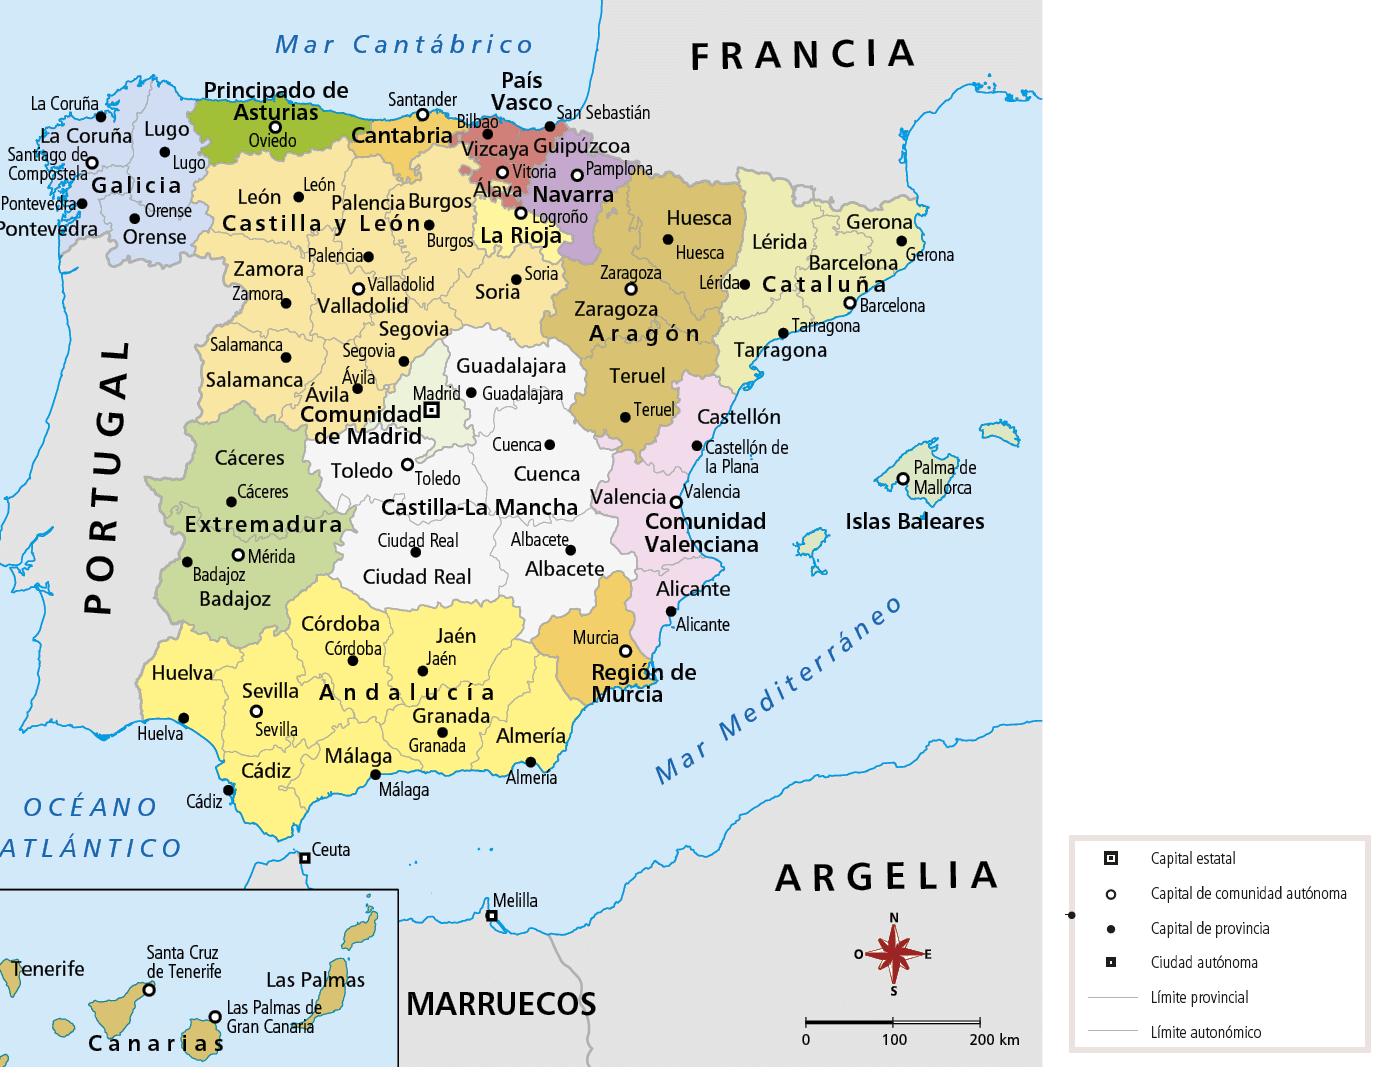 Mar Cantábrico
FRANCIA
Principado de
Asturias
Oviedo
Santander
Cantabria
País
Vasco
Bilbao
San Sebastián
Vizcaya
Guipúzcoa
Vitoria
Álava
Pamplona
Navarra
Logroño
La Rioja
La Coruña
La Coruña
Lugo
Lugo
Santiago de
Compostela
Galicia
Pontevedra
Pontevedra
Orense
Orense
León
León
Palencia
Burgos
Castilla y León
Burgos
Palencia
Zamora
Zamora
Valladolid
Valladolid
Soria
Soria
Segovia
Segovia
Salamanca
Salamanca
Ávila
Ávila
Huesca
Huesca
Zaragoza
Zaragoza
Aragón
Teruel
Teruel
Lérida
Lérida
Gerona
Gerona
Barcelona
Cataluña
Barcelona
Tarragona
Tarragona
PORTUGAL
Guadalajara
Guadalajara
Madrid
Comunidad
de Madrid
Toledo
Toledo
Cuenca
Cuenca
Castilla-La Mancha
Ciudad Real
Ciudad Real
Albacete
Albacete
Cáceres
Cáceres
Extremadura
Mérida
Badajoz
Badajoz
Castellón
Castellón de
la Plana
Valencia
Valencia
Comunidad
Valenciana
Alicante
Alicante
Palma de
Mallorca
Islas Baleares
Murcia
Región de
Murcia
Mar Mediterráneo
Huelva
Huelva
Sevilla
Sevilla
Córdoba
Córdoba
Jaén
Jaén
Andalucía
Granada
Granada
Almería
Almería
Málaga
Málaga
Cádiz
Cádiz
OCÉANO
ATLÁNTICO
Ceuta
Melilla
ARGELIA
MARRUECOS
Tenerife
Santa Cruz
de Tenerife
Las Palmas
Las Palmas de
Gran Canaria
Canarias
N
O
E
S
0
100
200 km
Capital estatal
Capital de comunidad autónoma
Capital de provincia
Ciudad autónoma
Límite provincial
Límite autonómico